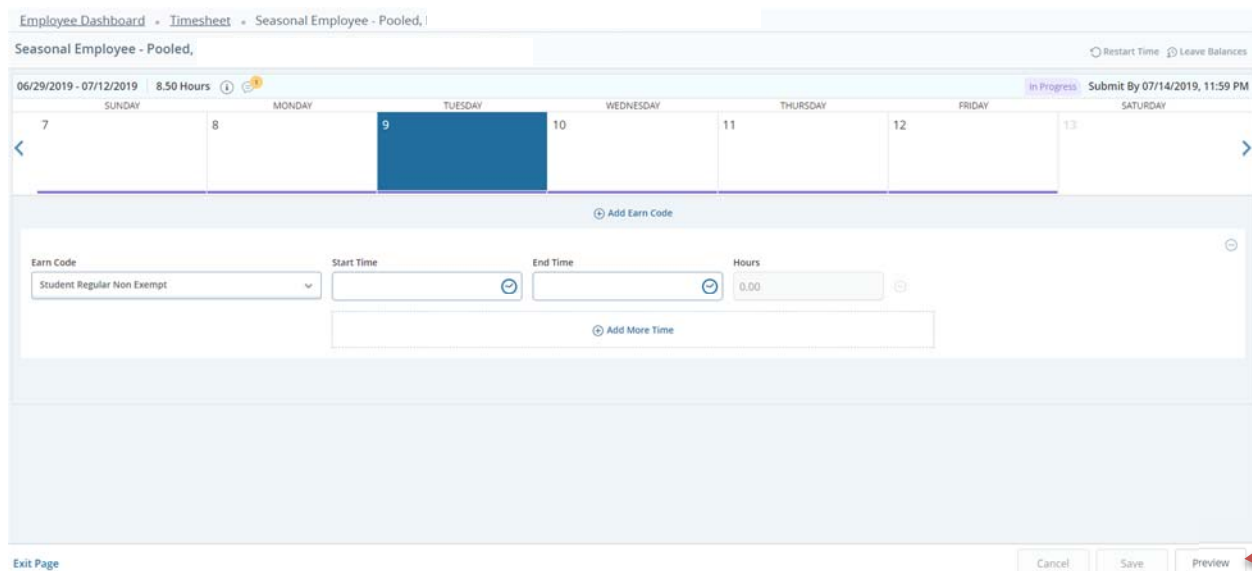 Employee Dashboard • Timesheet • Seasonal Employee - Pooled,
Seasonal Employee - Pooled,
Restart Time Leave Balances
06/29/2019 - 07/12/2019 8.50 Hours 1 In Progress Submit By 07/14/2019, 11:59 PM
SUNDAY MONDAY TUESDAY WEDNESDAY THURSDAY FRIDAY SATURDAY
7 8 9 10 11 12 13
Add Earn Code
Earn Code Start Time End Time Hours
Student Regular Non Exempt 0.00
Add More Time
Exit Page Cancel Save Preview